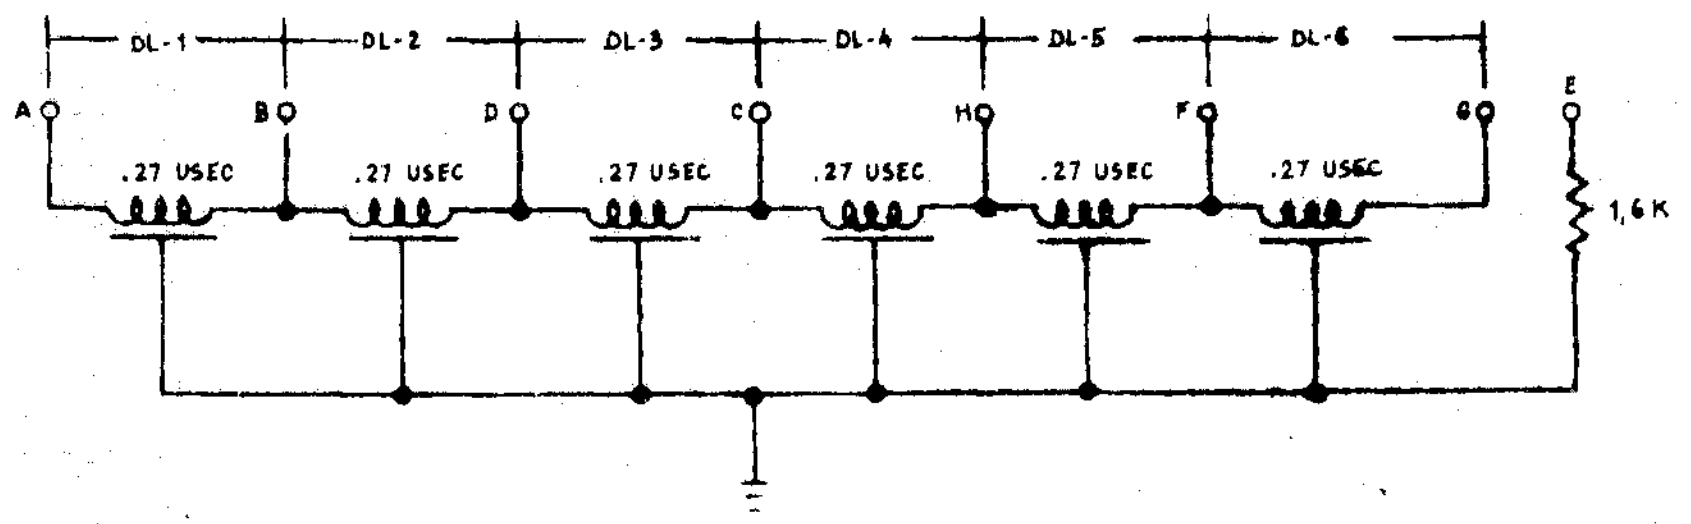 DL-1 DL-2 DL-3 DL-4 DL-5 DL-6
A B D C H F G E
.27 USEC .27 USEC .27 USEC .27 USEC .27 USEC .27 USEC
1,6 K